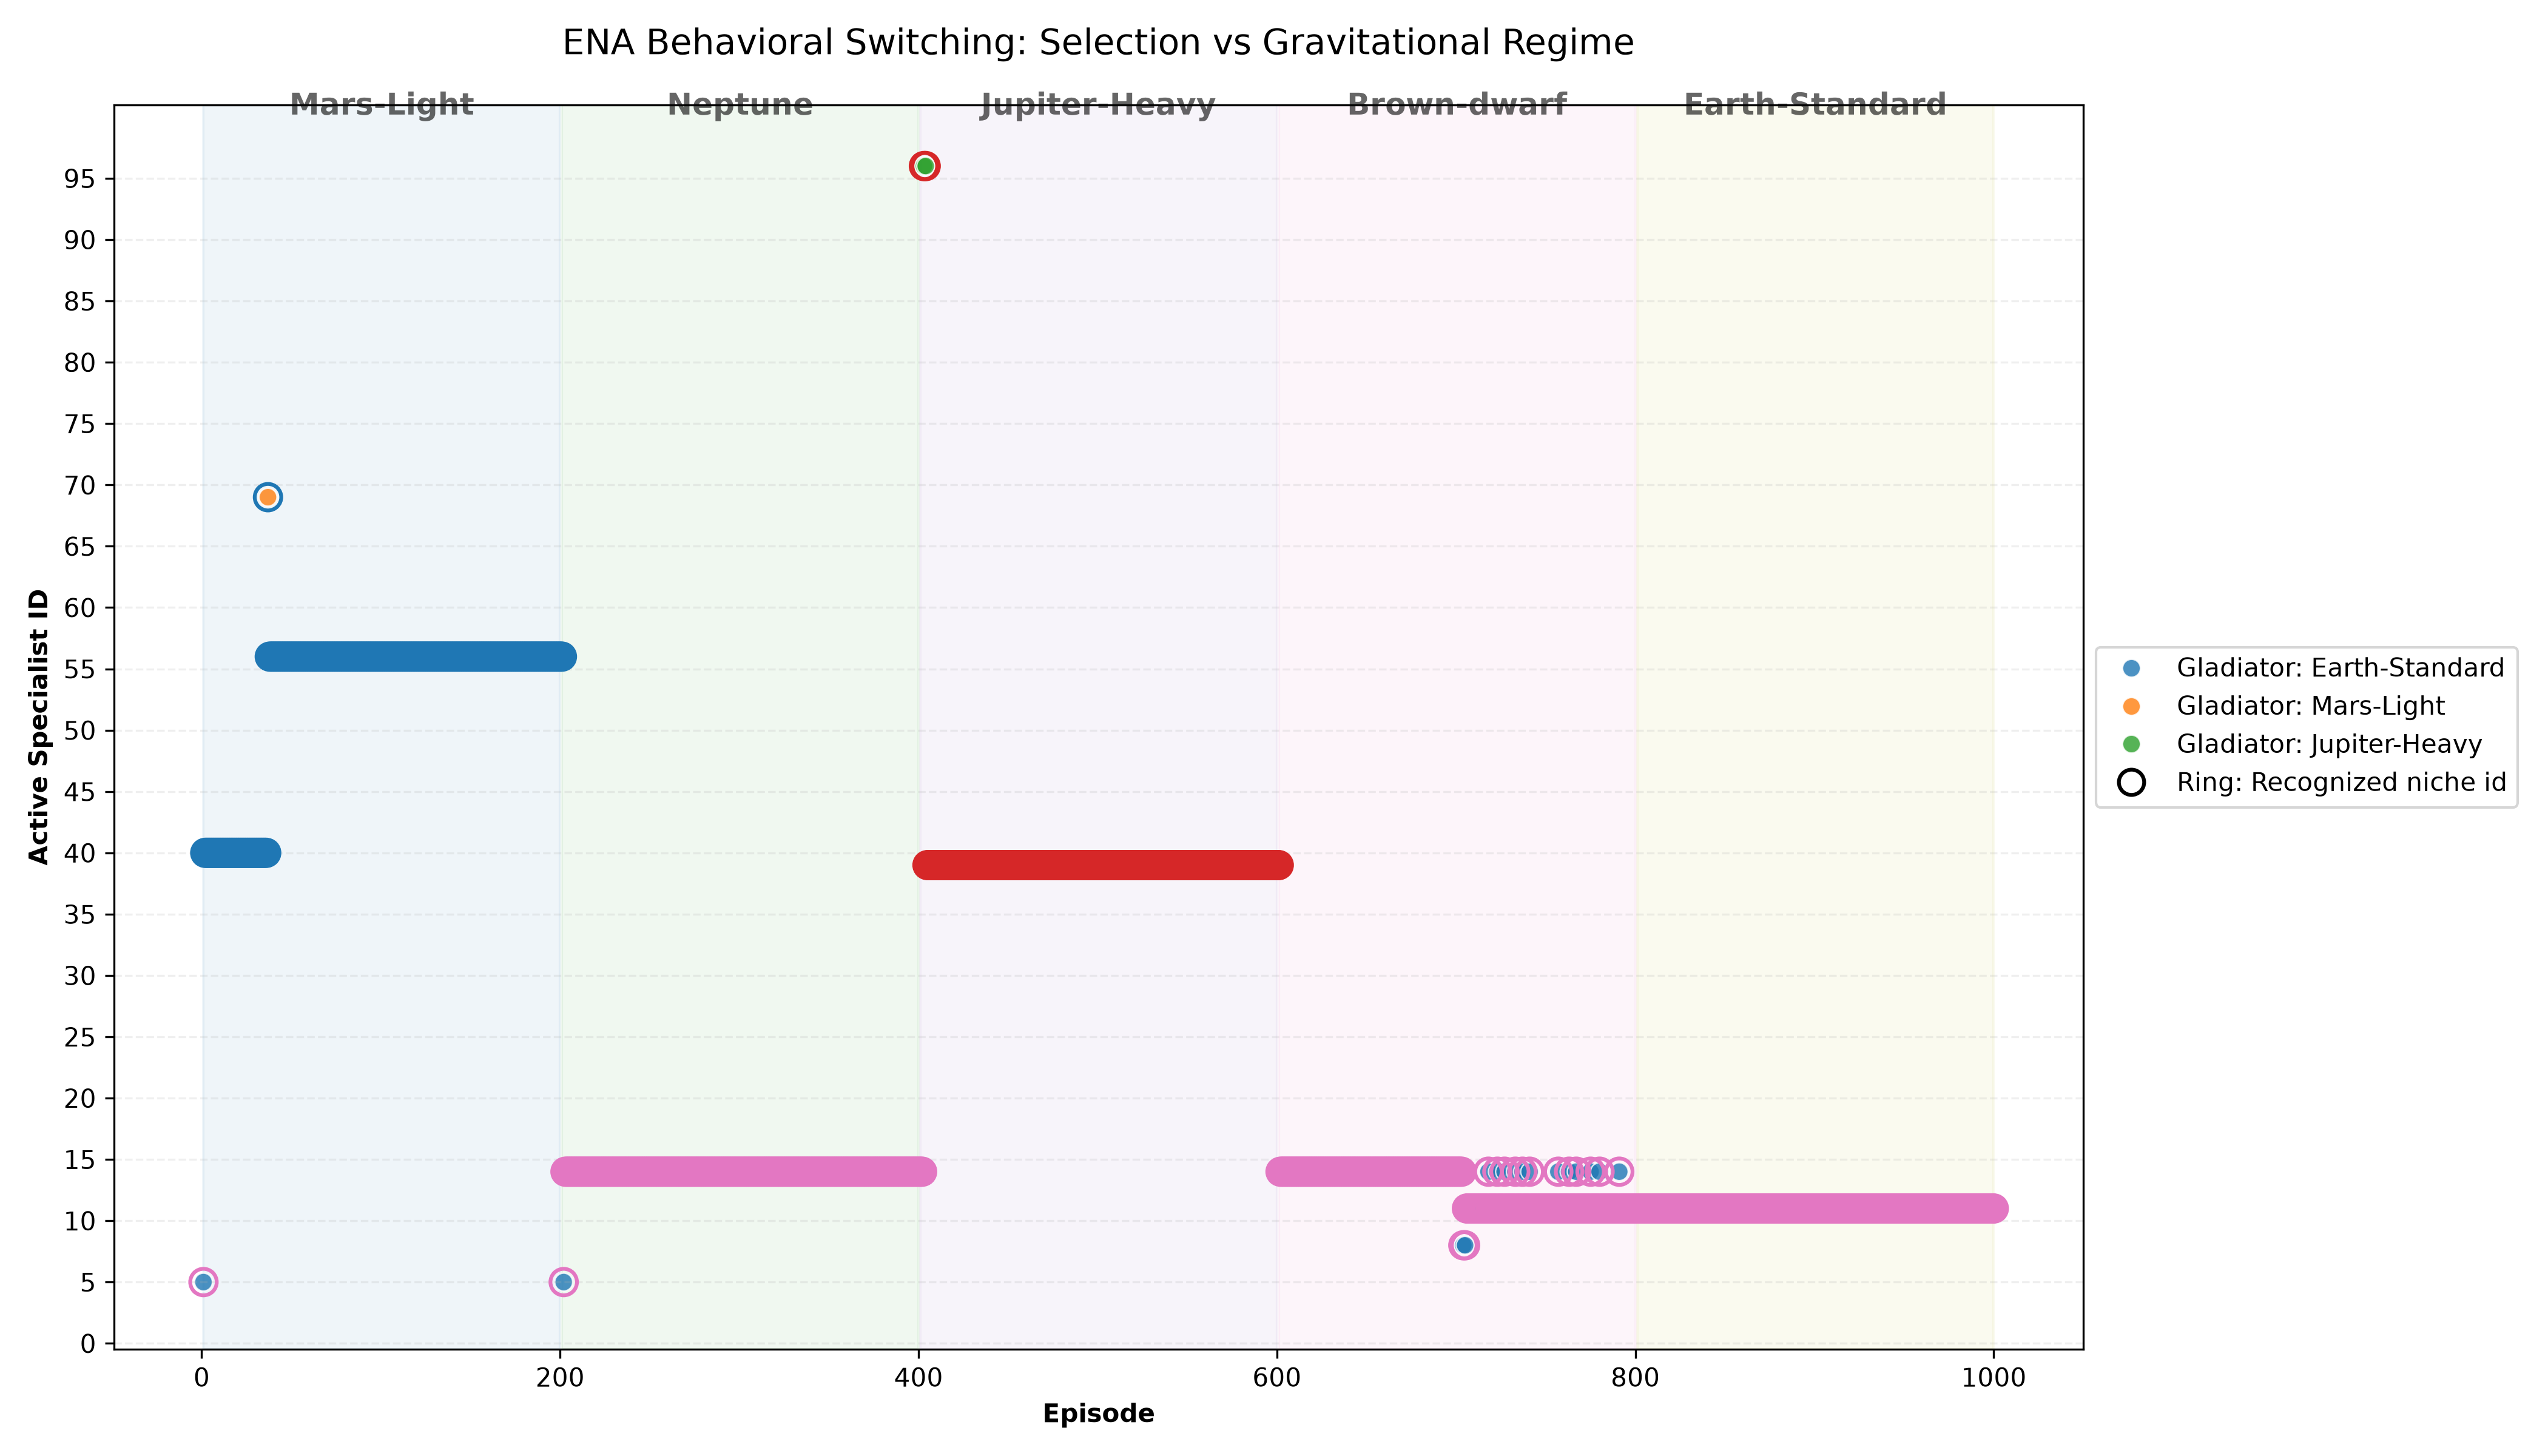 ENA Behavioral Switching: Selection vs Gravitational Regime
Mars-Light
Neptune
Jupiter-Heavy
Brown-dwarf
Earth-Standard
Active Specialist ID
95
90
85
80
75
70
65
60
55
50
45
40
35
30
25
20
15
10
5
0
0
200
400
600
800
1000
Episode
Gladiator: Earth-Standard
Gladiator: Mars-Light
Gladiator: Jupiter-Heavy
Ring: Recognized niche id